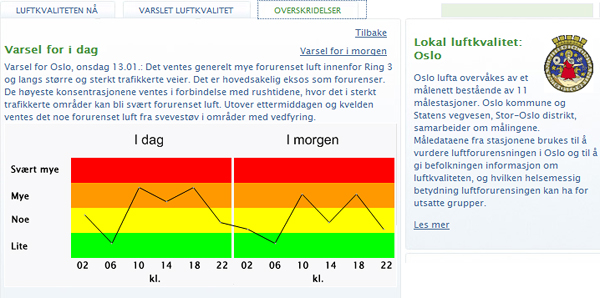 LUFTKVALITETEN NÅ
VARSLET LUFTKVALITET
OVERSKRIDELSER
Tilbake
Varsel for i dag
Varsel for i morgen
Varsel for Oslo, onsdag 13.01.: Det ventes generelt mye forurenset luft innenfor Ring 3
og langs større og sterkt trafikkerte veier. Det er hovedsakelig eksos som forurenser.
De høyeste konsentrasjonene ventes i forbindelse med rushtidene, hvor det i sterkt
trafikkerte områder kan bli svært forurenset luft. Utover ettermiddagen og kvelden
ventes det noe forurenset luft fra svevestøv i områder med vedfyring.
I dag
I morgen
Svært mye
Mye
Noe
Lite
02 06 10 14 18 22 02 06 10 14 18 22
kl. kl.
Lokal luftkvalitet:
Oslo
Oslo lufta overvåkes av et
målenett bestående av 11
målestasjoner. Oslo kommune og
Statens vegvesen, Stor-Oslo distrikt,
samarbeider om målingene.
Måledataene fra stasjonene brukes til å
vurdere luftforurensningen i Oslo og til å
gi befolkningen informasjon om
luftkvaliteten, og hvilken helsemessig
betydning luftforurensingen kan ha for
utsatte grupper.
Les mer